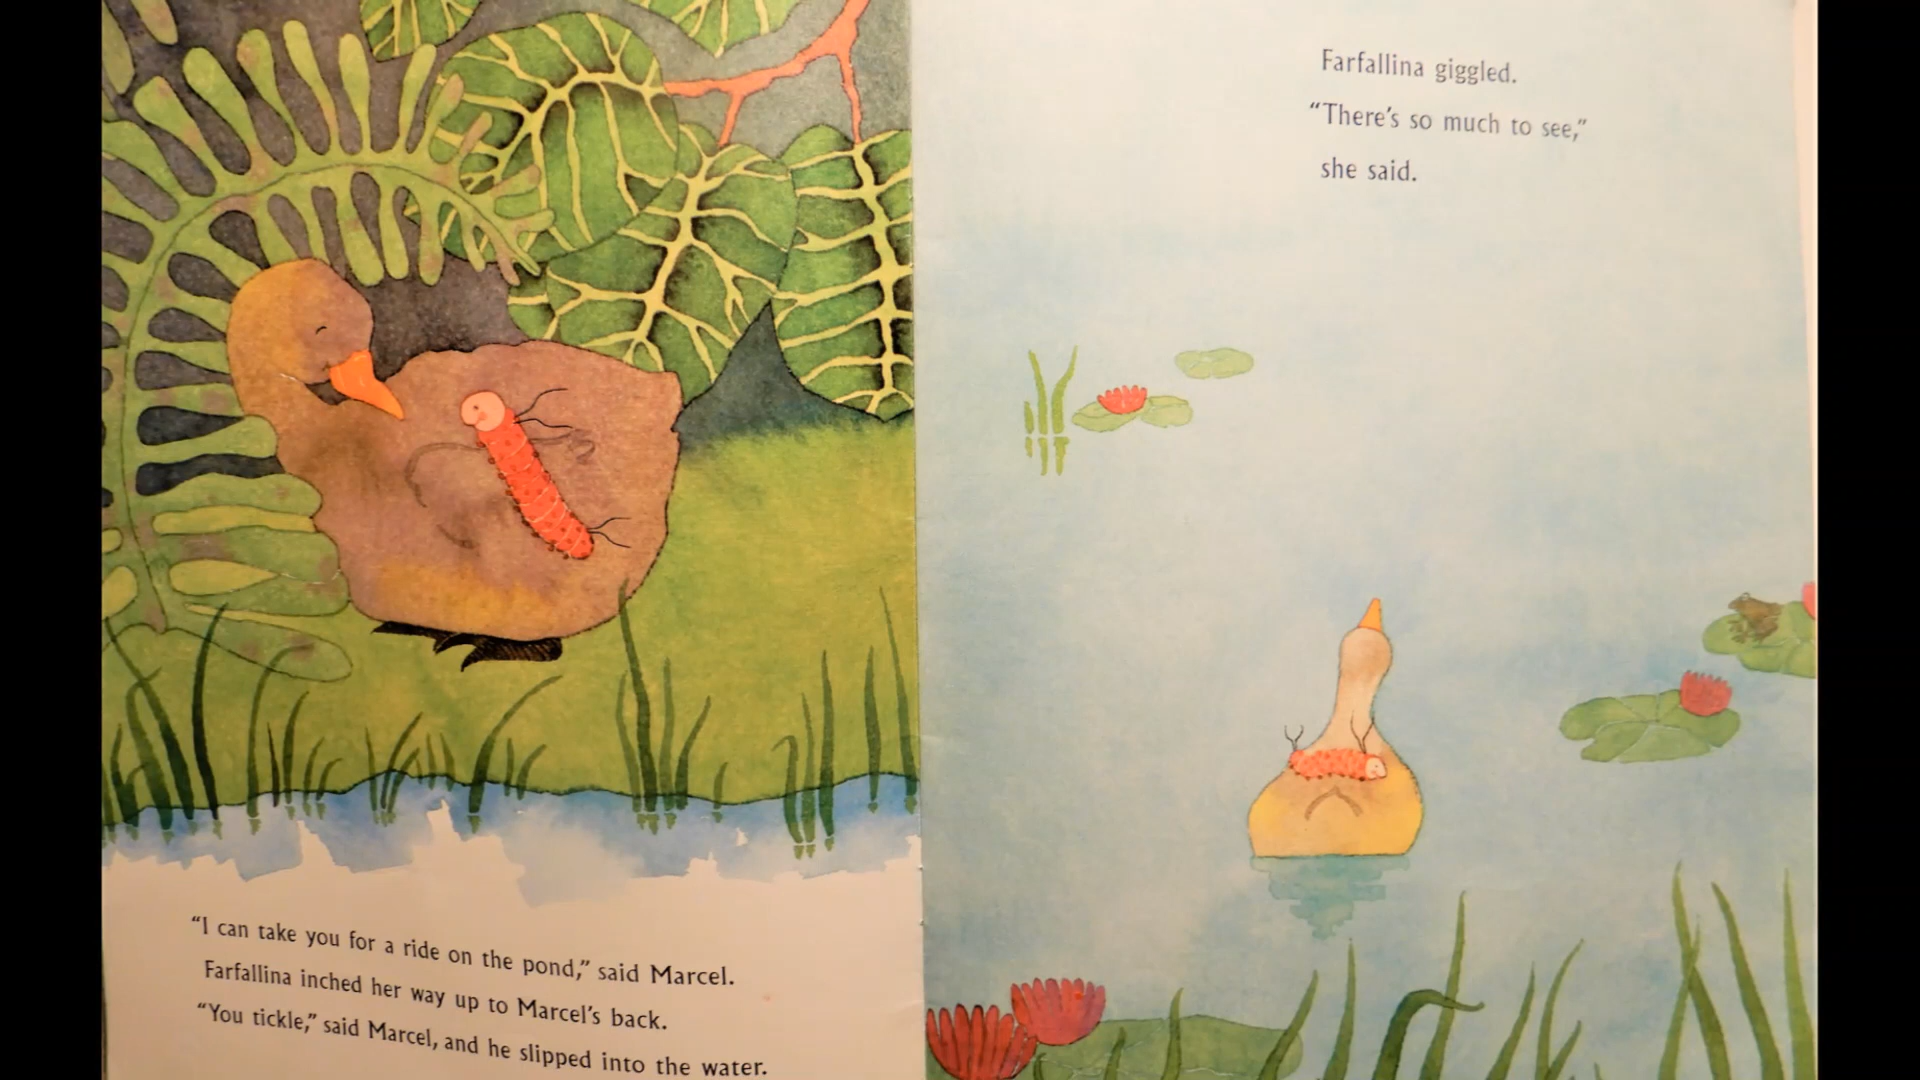 “I can take you for a ride on the pond,” said Marcel.
Farfallina inched her way up to Marcel’s back.
“You tickle,” said Marcel, and he slipped into the water.
Farfallina giggled.
“There’s so much to see,”
she said.